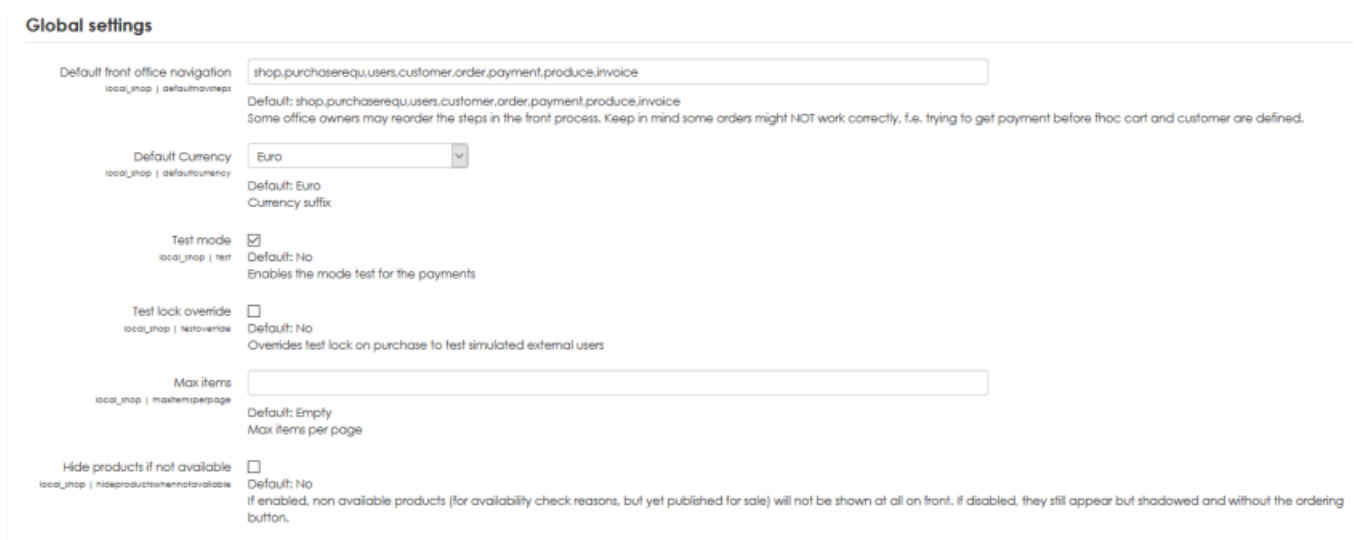 Global settings
Default front office navigation
shop,purchaserequ,users,customer,order,payment,produce,invoice
local_shop | defaultnavsteps
Default: shop,purchaserequ,users,customer,order,payment,produce,invoice
Some office owners may reorder the steps in the front process. Keep in mind some orders might NOT work correctly, f.e. trying to get payment before thoc cart and customer are defined.
Default Currency
Euro
local_shop | defaultcurrency
Default: Euro
Currency suffix
Test mode
local_shop | test
Default: No
Enables the mode test for the payments
Test lock override
local_shop | testoverride
Default: No
Overrides test lock on purchase to test simulated external users
Max items
local_shop | maxitemsperpage
Default: Empty
Max items per page
Hide products if not available
local_shop | hideproductswhennotavailable
Default: No
If enabled, non available products (for availability check reasons, but yet published for sale) will not be shown at all on front. If disabled, they still appear but shadowed and without the ordering
button.